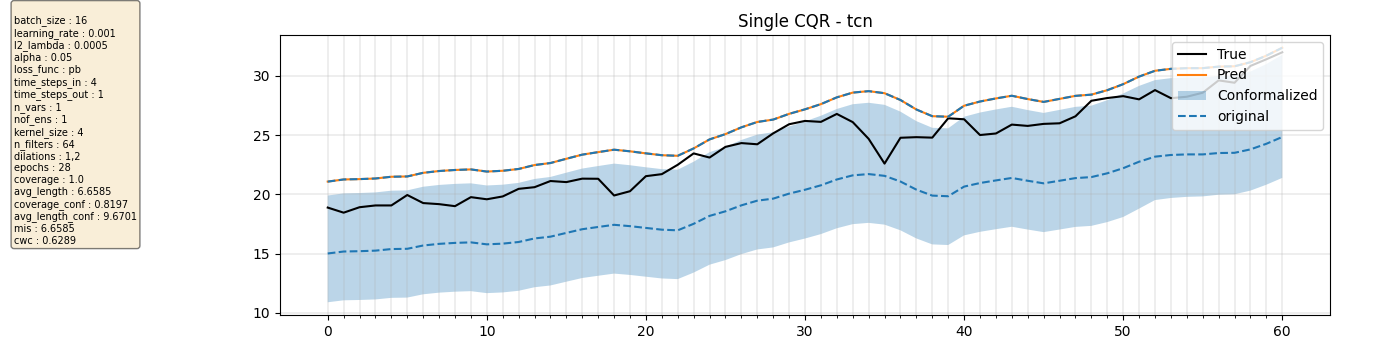 batch_size : 16
learning_rate : 0.001
l2_lambda : 0.0005
alpha : 0.05
loss_func : pb
time_steps_in : 4
time_steps_out : 1
n_vars : 1
nof_ens : 1
kernel_size : 4
n_filters : 64
dilations : 1,2
epochs : 28
coverage : 1.0
avg_length : 6.6585
coverage_conf : 0.8197
avg_length_conf : 9.6701
mis : 6.6585
cwc : 0.6289
Single CQR - tcn
True
Pred
Conformalized
original
30
25
20
15
10
0 10 20 30 40 50 60